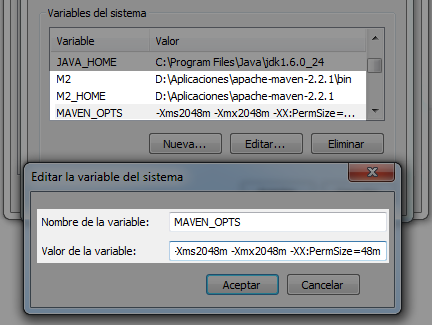 Variables del sistema
Variable Valor
JAVA_HOME C:\Program Files\Java\jdk1.6.0_24
M2 D:\Aplicaciones\apache-maven-2.2.1\bin
M2_HOME D:\Aplicaciones\apache-maven-2.2.1
MAVEN_OPTS -Xms2048m -Xmx2048m -XX:PermSize=...
Nueva... Editar... Eliminar
Editar la variable del sistema
Nombre de la variable: MAVEN_OPTS
Valor de la variable: -Xms2048m -Xmx2048m -XX:PermSize=48m
Aceptar Cancelar